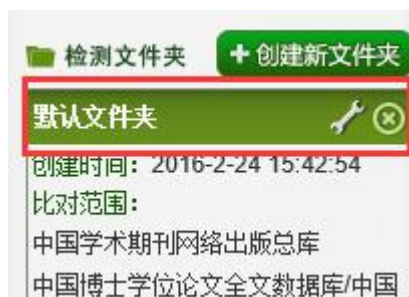 检测文件夹 + 创建新文件夹
默认文件夹
创建时间：2016-2-24 15:42:54
比对范围：
中国学术期刊网络出版总库
中国博士学位论文全文数据库/中国